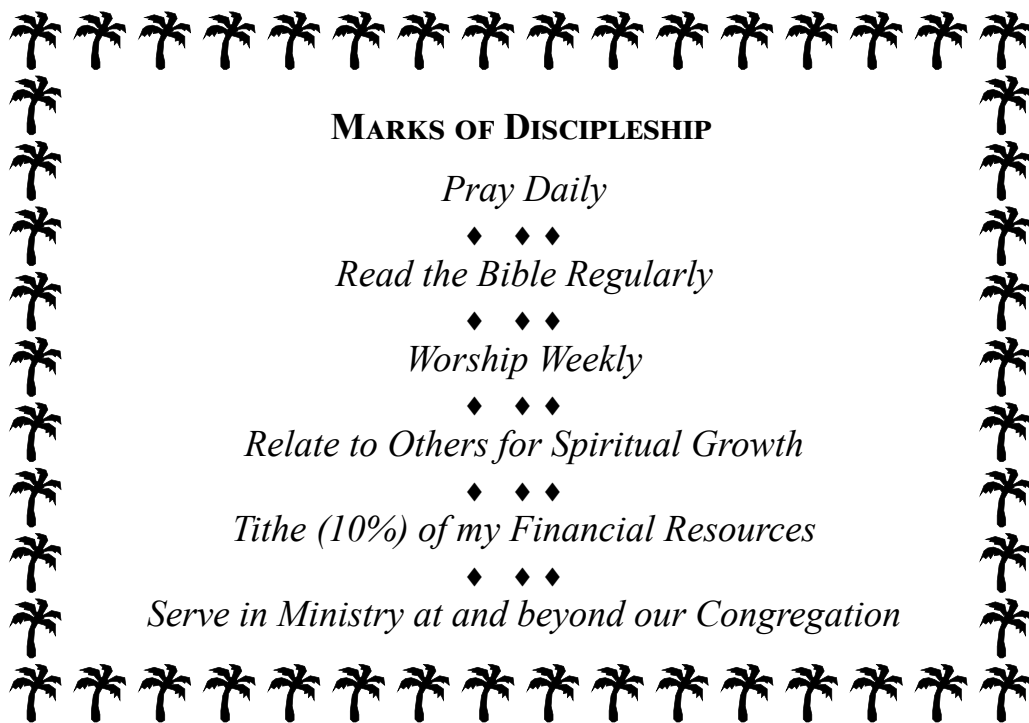 Marks of Discipleship
Pray Daily
♦ ♦ ♦
Read the Bible Regularly
♦ ♦ ♦
Worship Weekly
♦ ♦ ♦
Relate to Others for Spiritual Growth
♦ ♦ ♦
Tithe (10%) of my Financial Resources
♦ ♦ ♦
Serve in Ministry at and beyond our Congregation